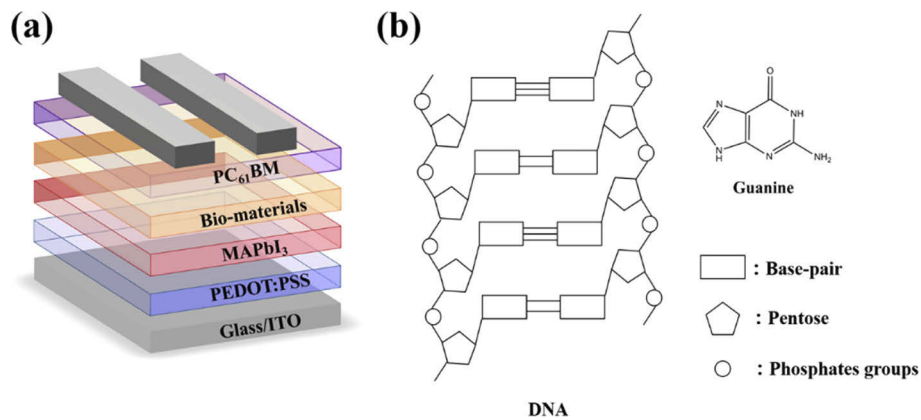 (a)
PC₆₁BM
Bio-materials
MAPbI₃
PEDOT:PSS
Glass/ITO
(b)
DNA
O
N
NH
N
H
N
NH₂
Guanine
: Base-pair
: Pentose
: Phosphates groups